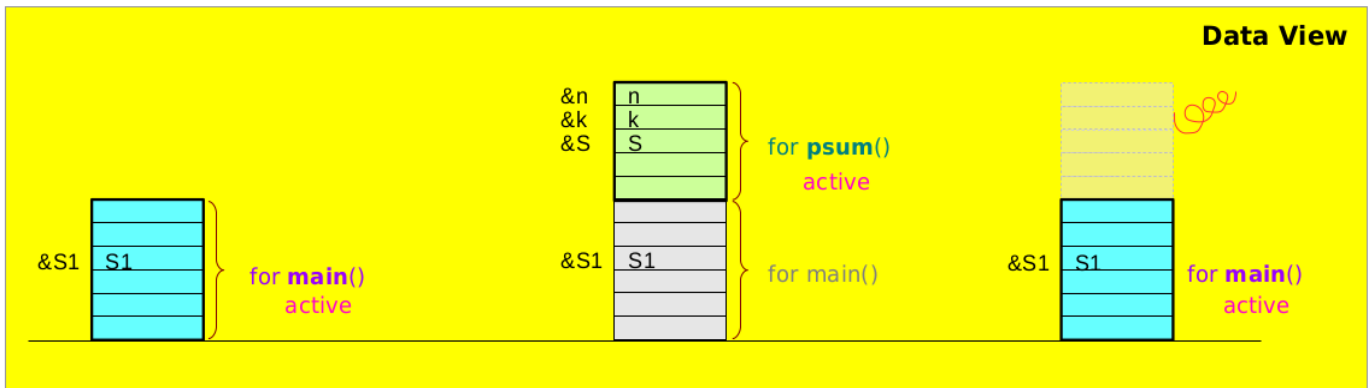 Data View
&S1 S1
for main()
active
&n n
&k k
&S S
for psum()
active
&S1 S1
for main()
&S1 S1
for main()
active